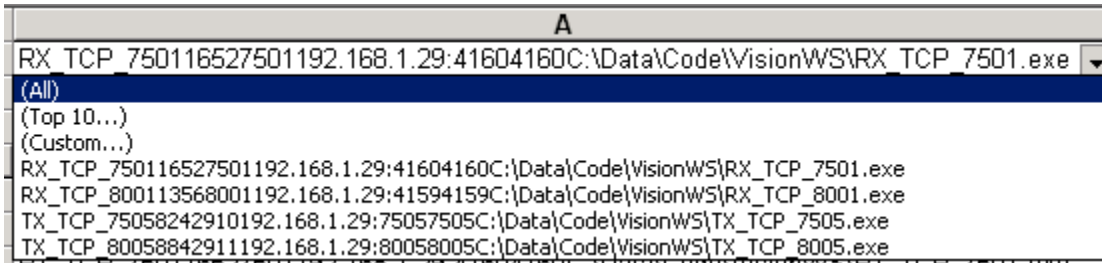 A
RX_TCP_750116527501192.168.1.29:41604160C:\Data\Code\VisionWS\RX_TCP_7501.exe
(All)
(Top 10...)
(Custom...)
RX_TCP_750116527501192.168.1.29:41604160C:\Data\Code\VisionWS\RX_TCP_7501.exe
RX_TCP_800113568001192.168.1.29:41594159C:\Data\Code\VisionWS\RX_TCP_8001.exe
TX_TCP_75058242910192.168.1.29:75057505C:\Data\Code\VisionWS\TX_TCP_7505.exe
TX_TCP_80058842911192.168.1.29:80058005C:\Data\Code\VisionWS\TX_TCP_8005.exe